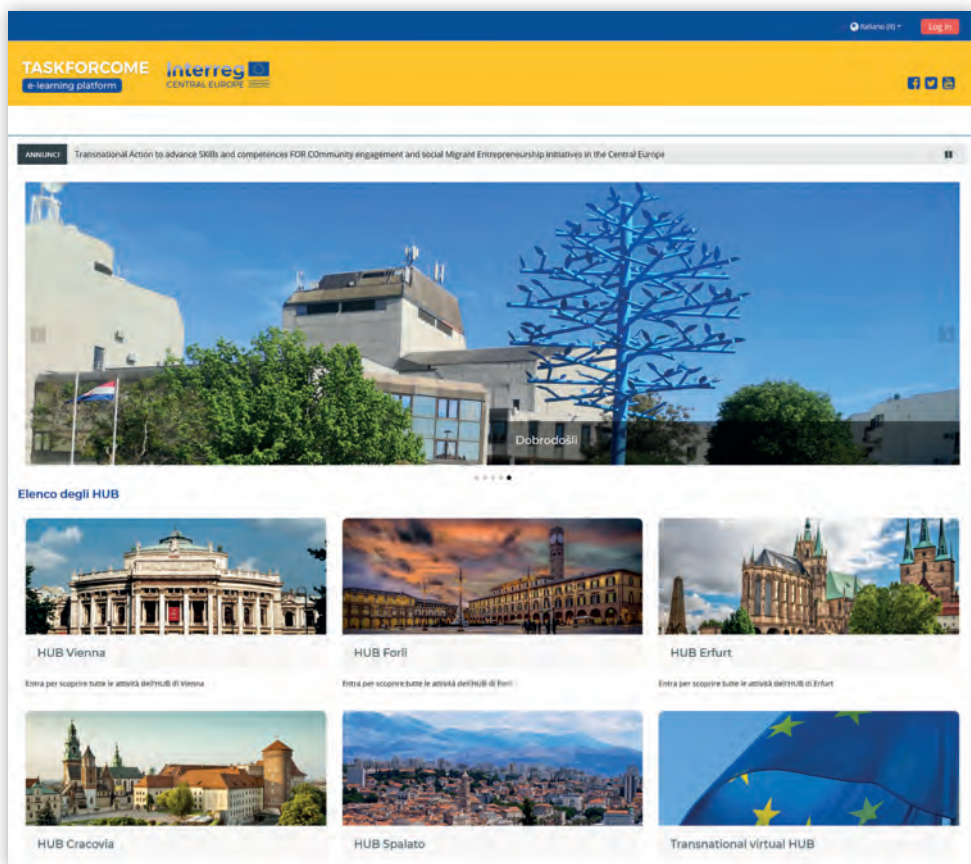 Italiano (it)
Log in
TASKFORCOME
e-learning platform
Interreg
CENTRAL EUROPE
ANNUNCI
Transnational Action to advance SKills and competences FOR COmmunity engagement and social Migrant Entrepreneurship initiatives in the Central Europe
Dobrodošli
Elenco degli HUB
HUB Vienna
HUB Forlì
HUB Erfurt
Entra per scoprire tutte le attività dell'HUB di Vienna
Entra per scoprire tutte le attività dell'HUB di Forlì
Entra per scoprire tutte le attività dell'HUB di Erfurt
HUB Cracovia
HUB Spalato
Transnational virtual HUB